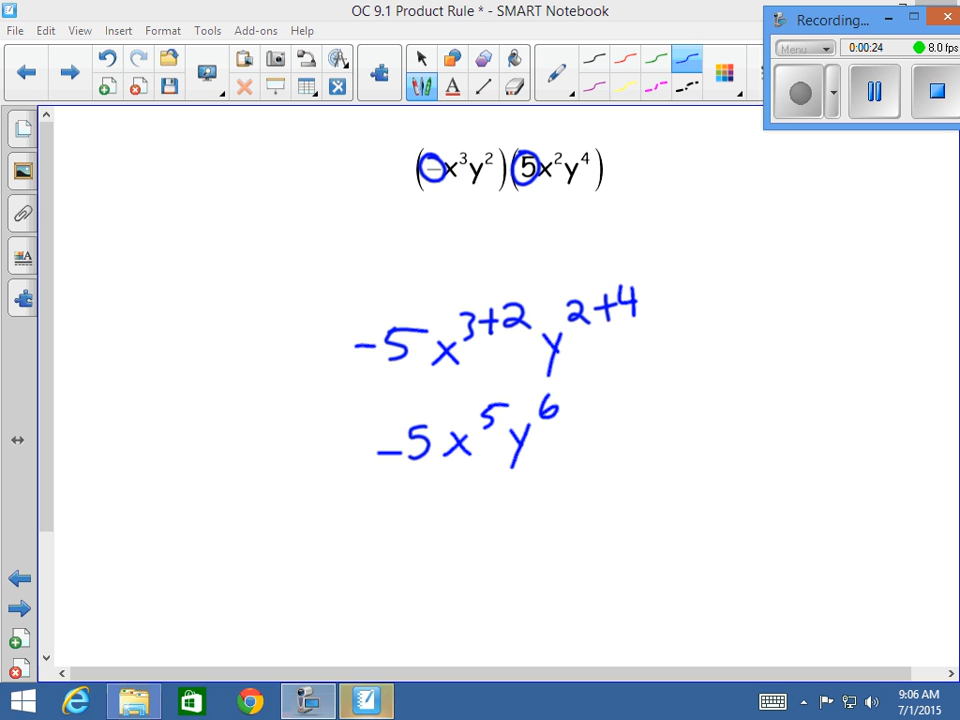 OC 9.1 Product Rule * - SMART Notebook
Recording...
File Edit View Insert Format Tools Add-ons Help
Menu 0:00:24 8.0 fps
(-x³y²)(5x²y⁴)
-5x³⁺²y²⁺⁴
-5x⁵y⁶
9:06 AM
7/1/2015